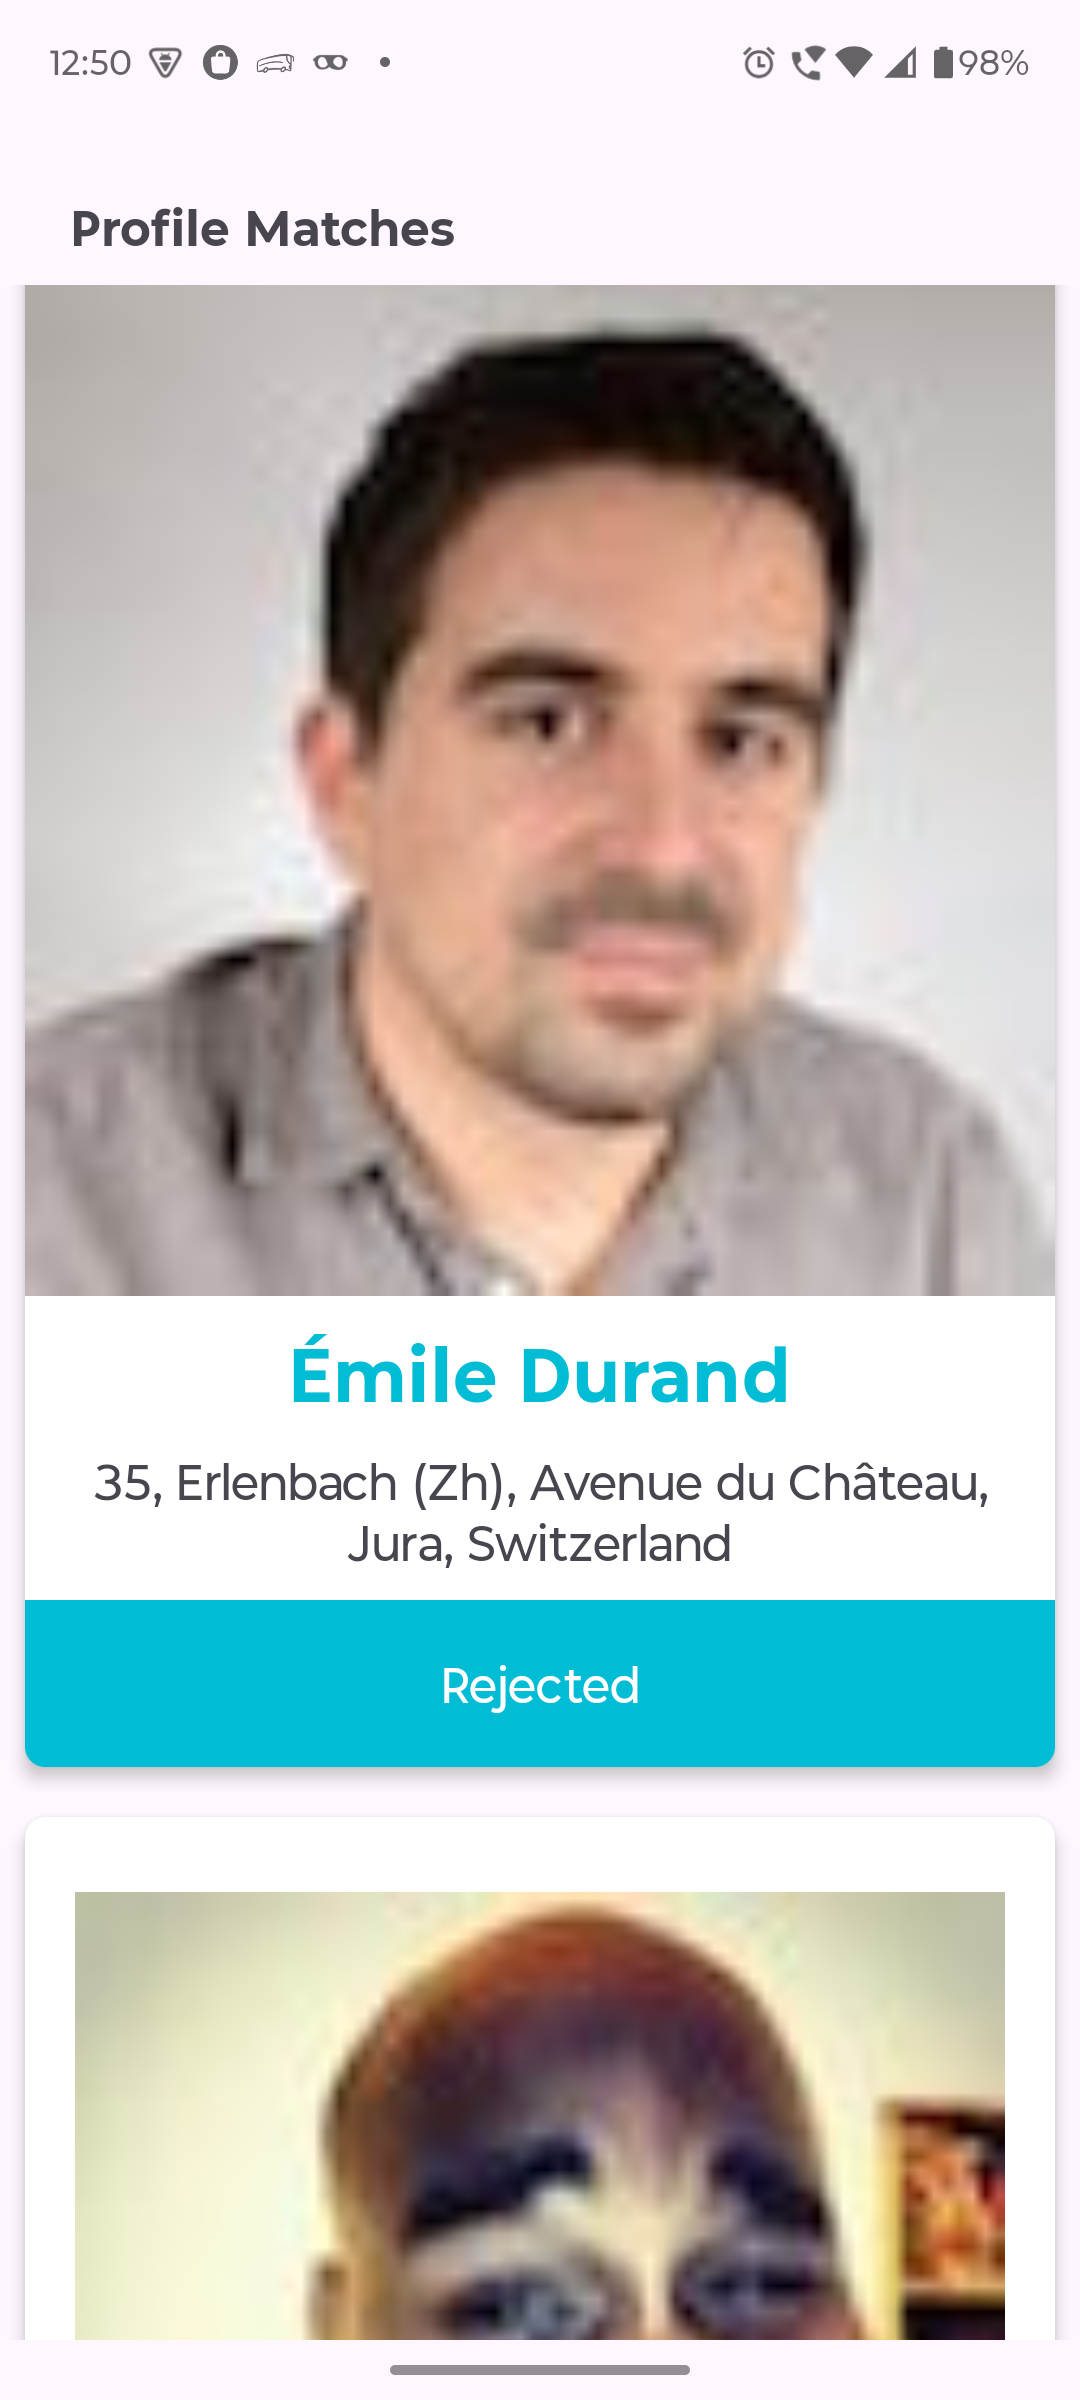 12:50
98%
Profile Matches
Émile Durand
35, Erlenbach (Zh), Avenue du Château,
Jura, Switzerland
Rejected